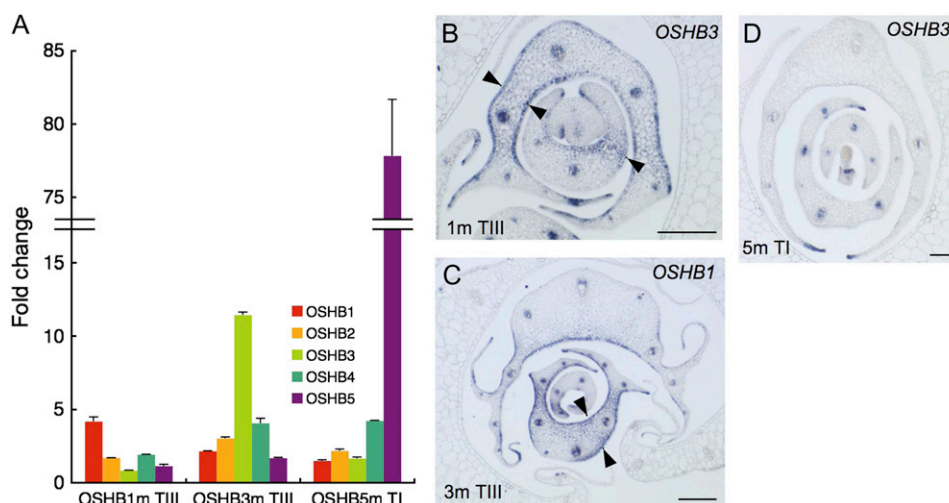 A
Fold change
85
80
75
15
10
5
0
OSHB1
OSHB2
OSHB3
OSHB4
OSHB5
OSHB1m TIII OSHB3m TIII OSHB5m TI
B OSHB3
1m TIII
C OSHB1
3m TIII
D OSHB3
5m TI